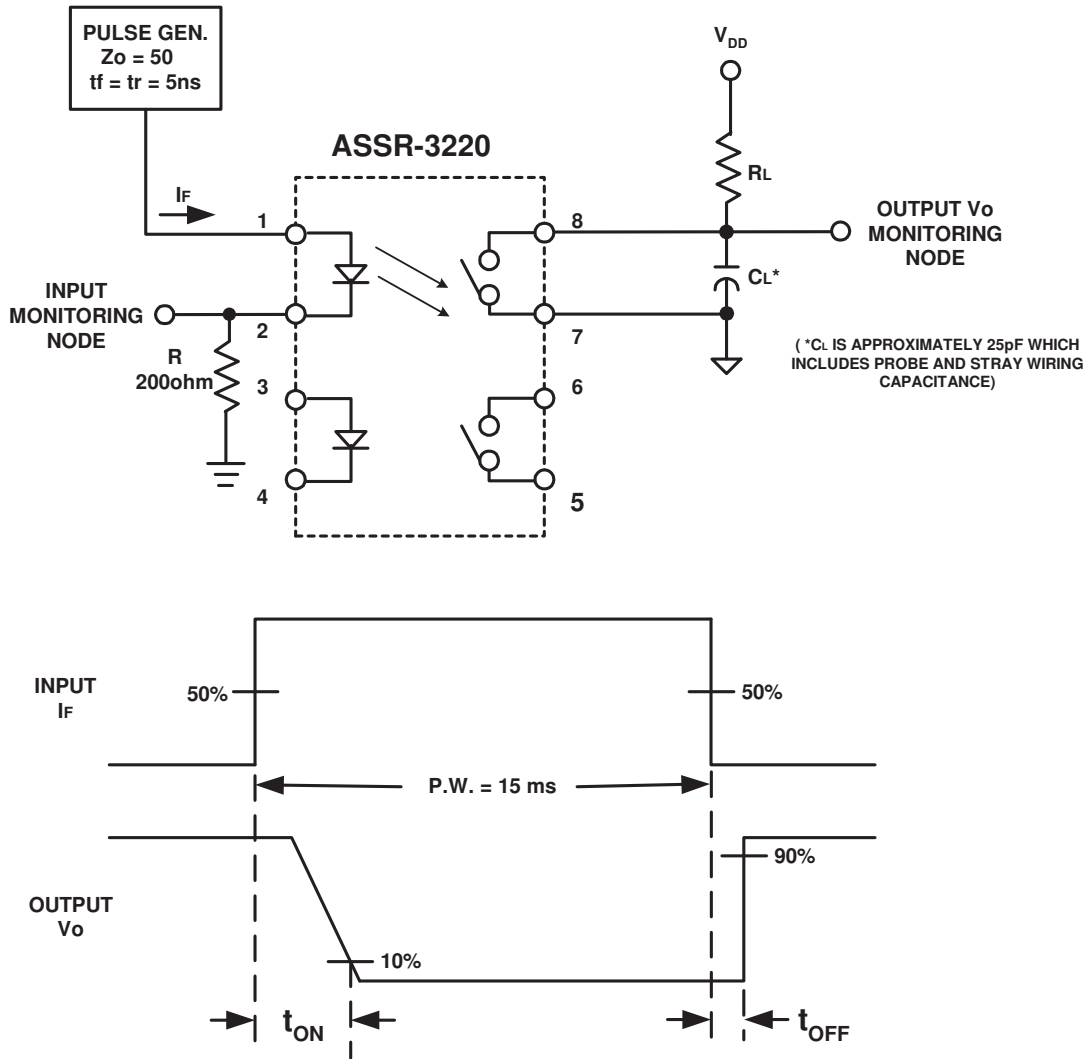 PULSE GEN.
Zo = 50
tf = tr = 5ns
VDD
ASSR-3220
RL
IF
1
8
OUTPUT Vo
MONITORING
NODE
CL*
INPUT
MONITORING
NODE
2
7
(*CL IS APPROXIMATELY 25pF WHICH
INCLUDES PROBE AND STRAY WIRING
CAPACITANCE)
R
200ohm
3
6
4
5
INPUT
IF
50%
50%
P.W. = 15 ms
OUTPUT
Vo
90%
10%
tON
tOFF